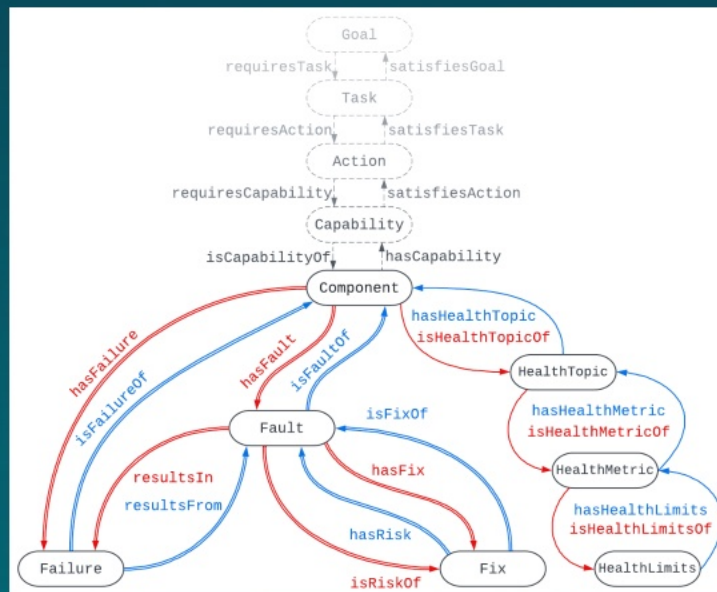 Goal
requiresTask
satisfiesGoal
Task
requiresAction
satisfiesTask
Action
requiresCapability
satisfiesAction
Capability
isCapabilityOf
hasCapability
Component
hasFailure
isFailureOf
hasFault
isFaultOf
hasHealthTopic
isHealthTopicOf
HealthTopic
hasHealthMetric
isHealthMetricOf
HealthMetric
hasHealthLimits
isHealthLimitsOf
HealthLimits
isFixOf
Fault
resultsIn
resultsFrom
hasFix
hasRisk
isRiskOf
Failure
Fix